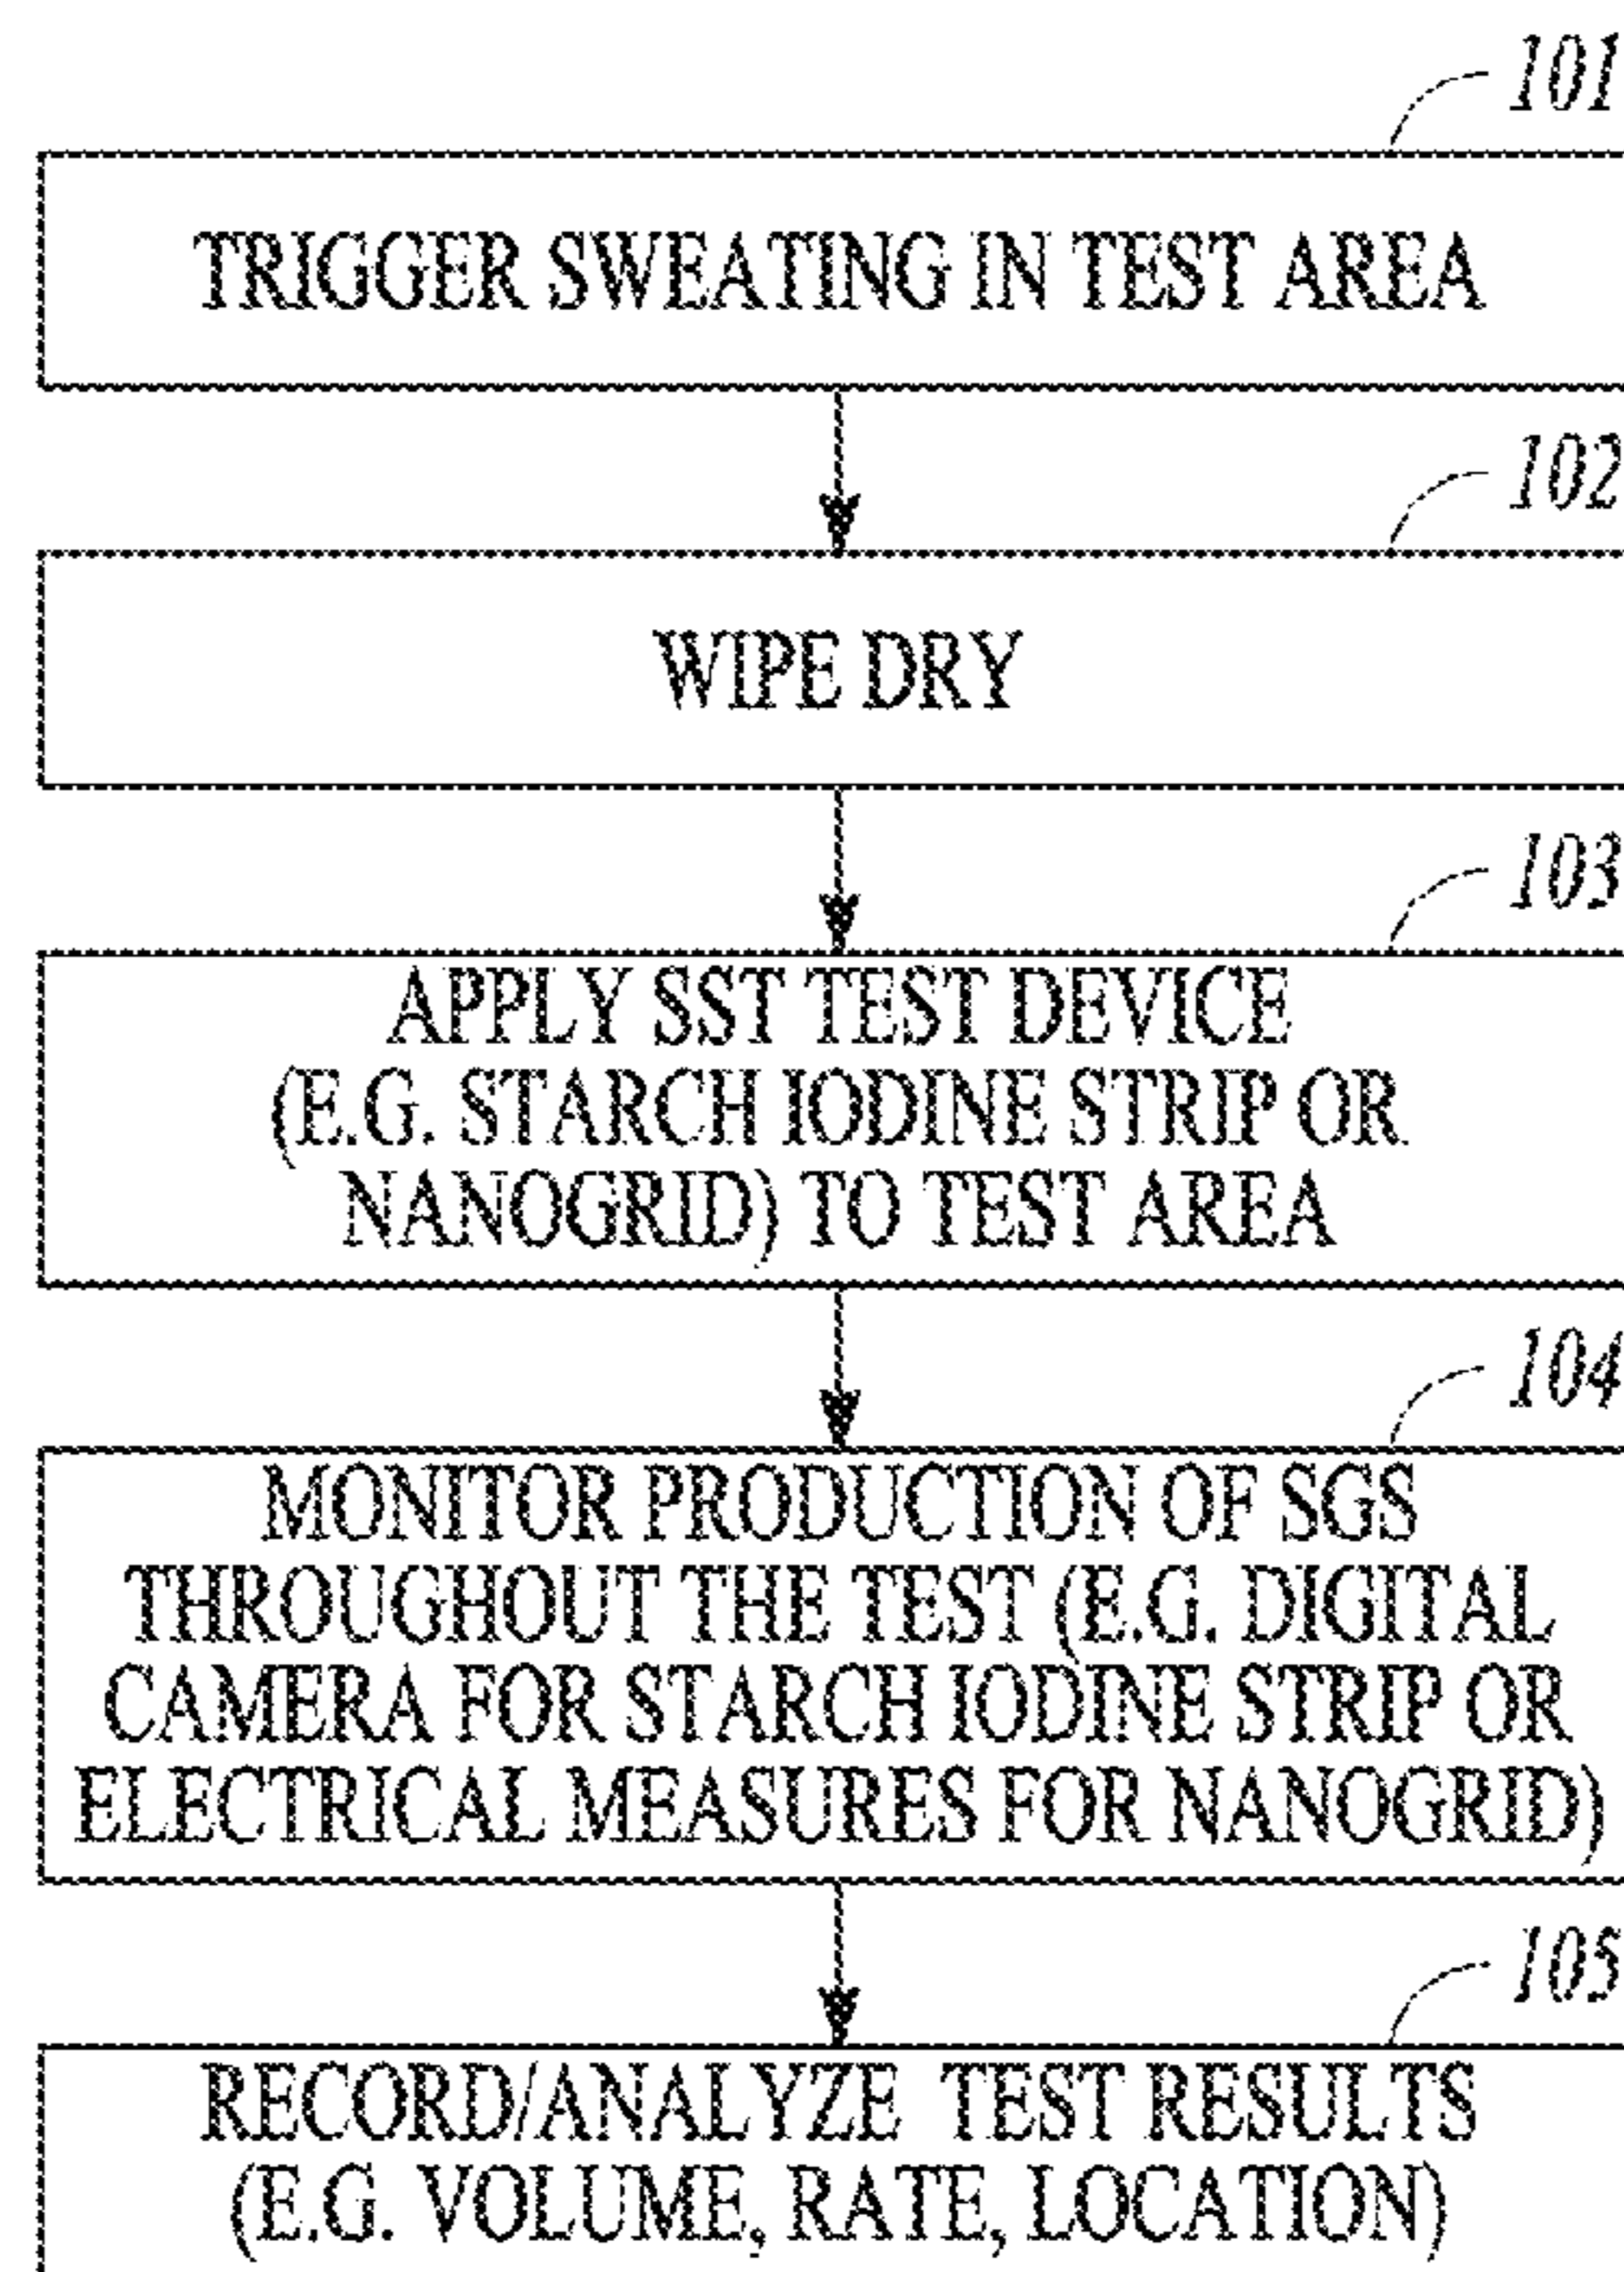 101
TRIGGER SWEATING IN TEST AREA
102
WIPE DRY
103
APPLY SST TEST DEVICE
(E.G. STARCH IODINE STRIP OR
NANOGRID) TO TEST AREA
104
MONITOR PRODUCTION OF SGS
THROUGHOUT THE TEST (E.G. DIGITAL
CAMERA FOR STARCH IODINE STRIP OR
ELECTRICAL MEASURES FOR NANOGRID)
105
RECORD/ANALYZE TEST RESULTS
(E.G. VOLUME, RATE, LOCATION)